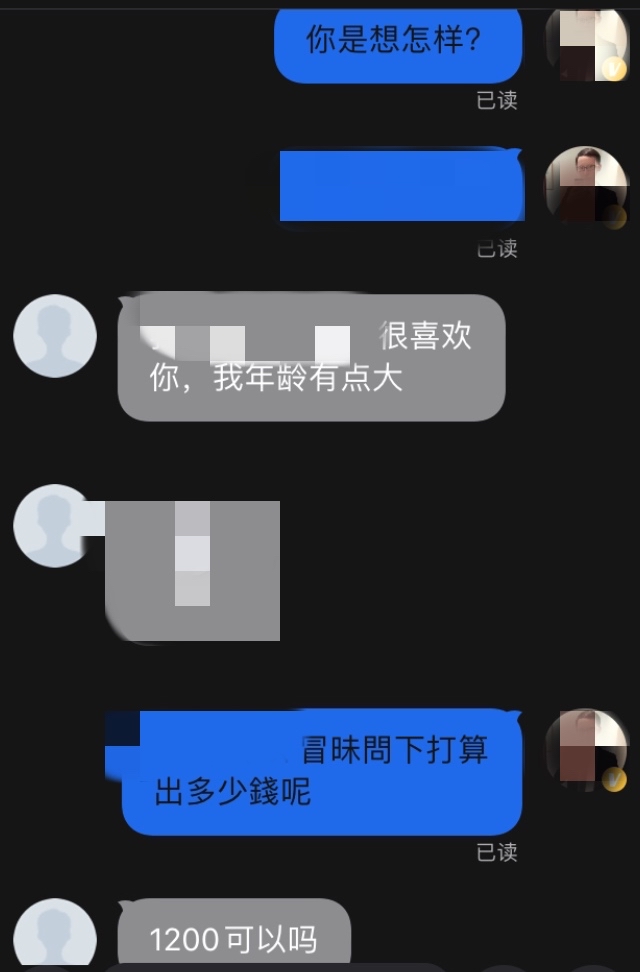 你是想怎样?
已读
已读
很喜欢
你，我年龄有点大
冒昧問下打算
出多少錢呢
已读
1200可以吗